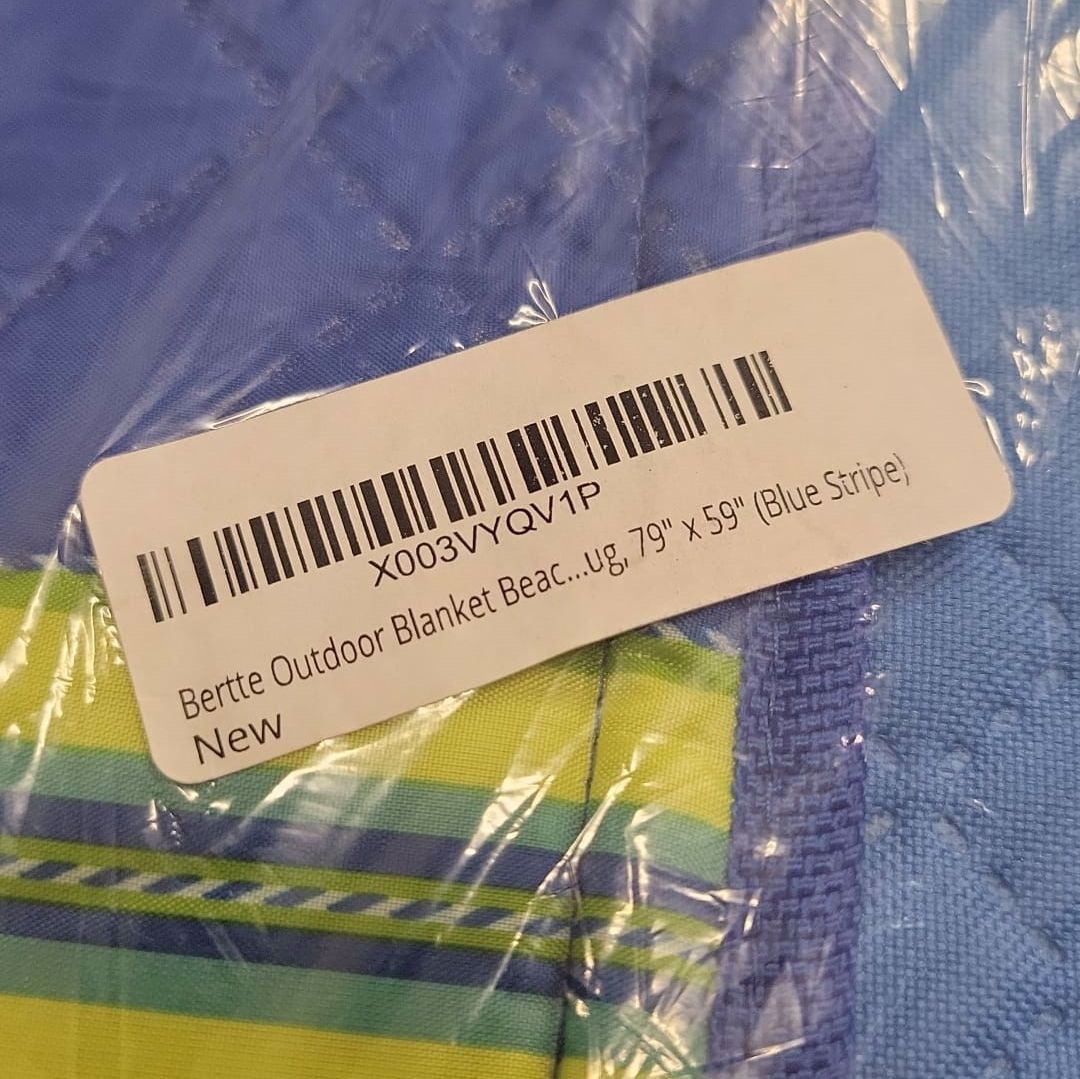 X003VYQV1P
Bertte Outdoor Blanket Beac...ug, 79" x 59" (Blue Stripe)
New